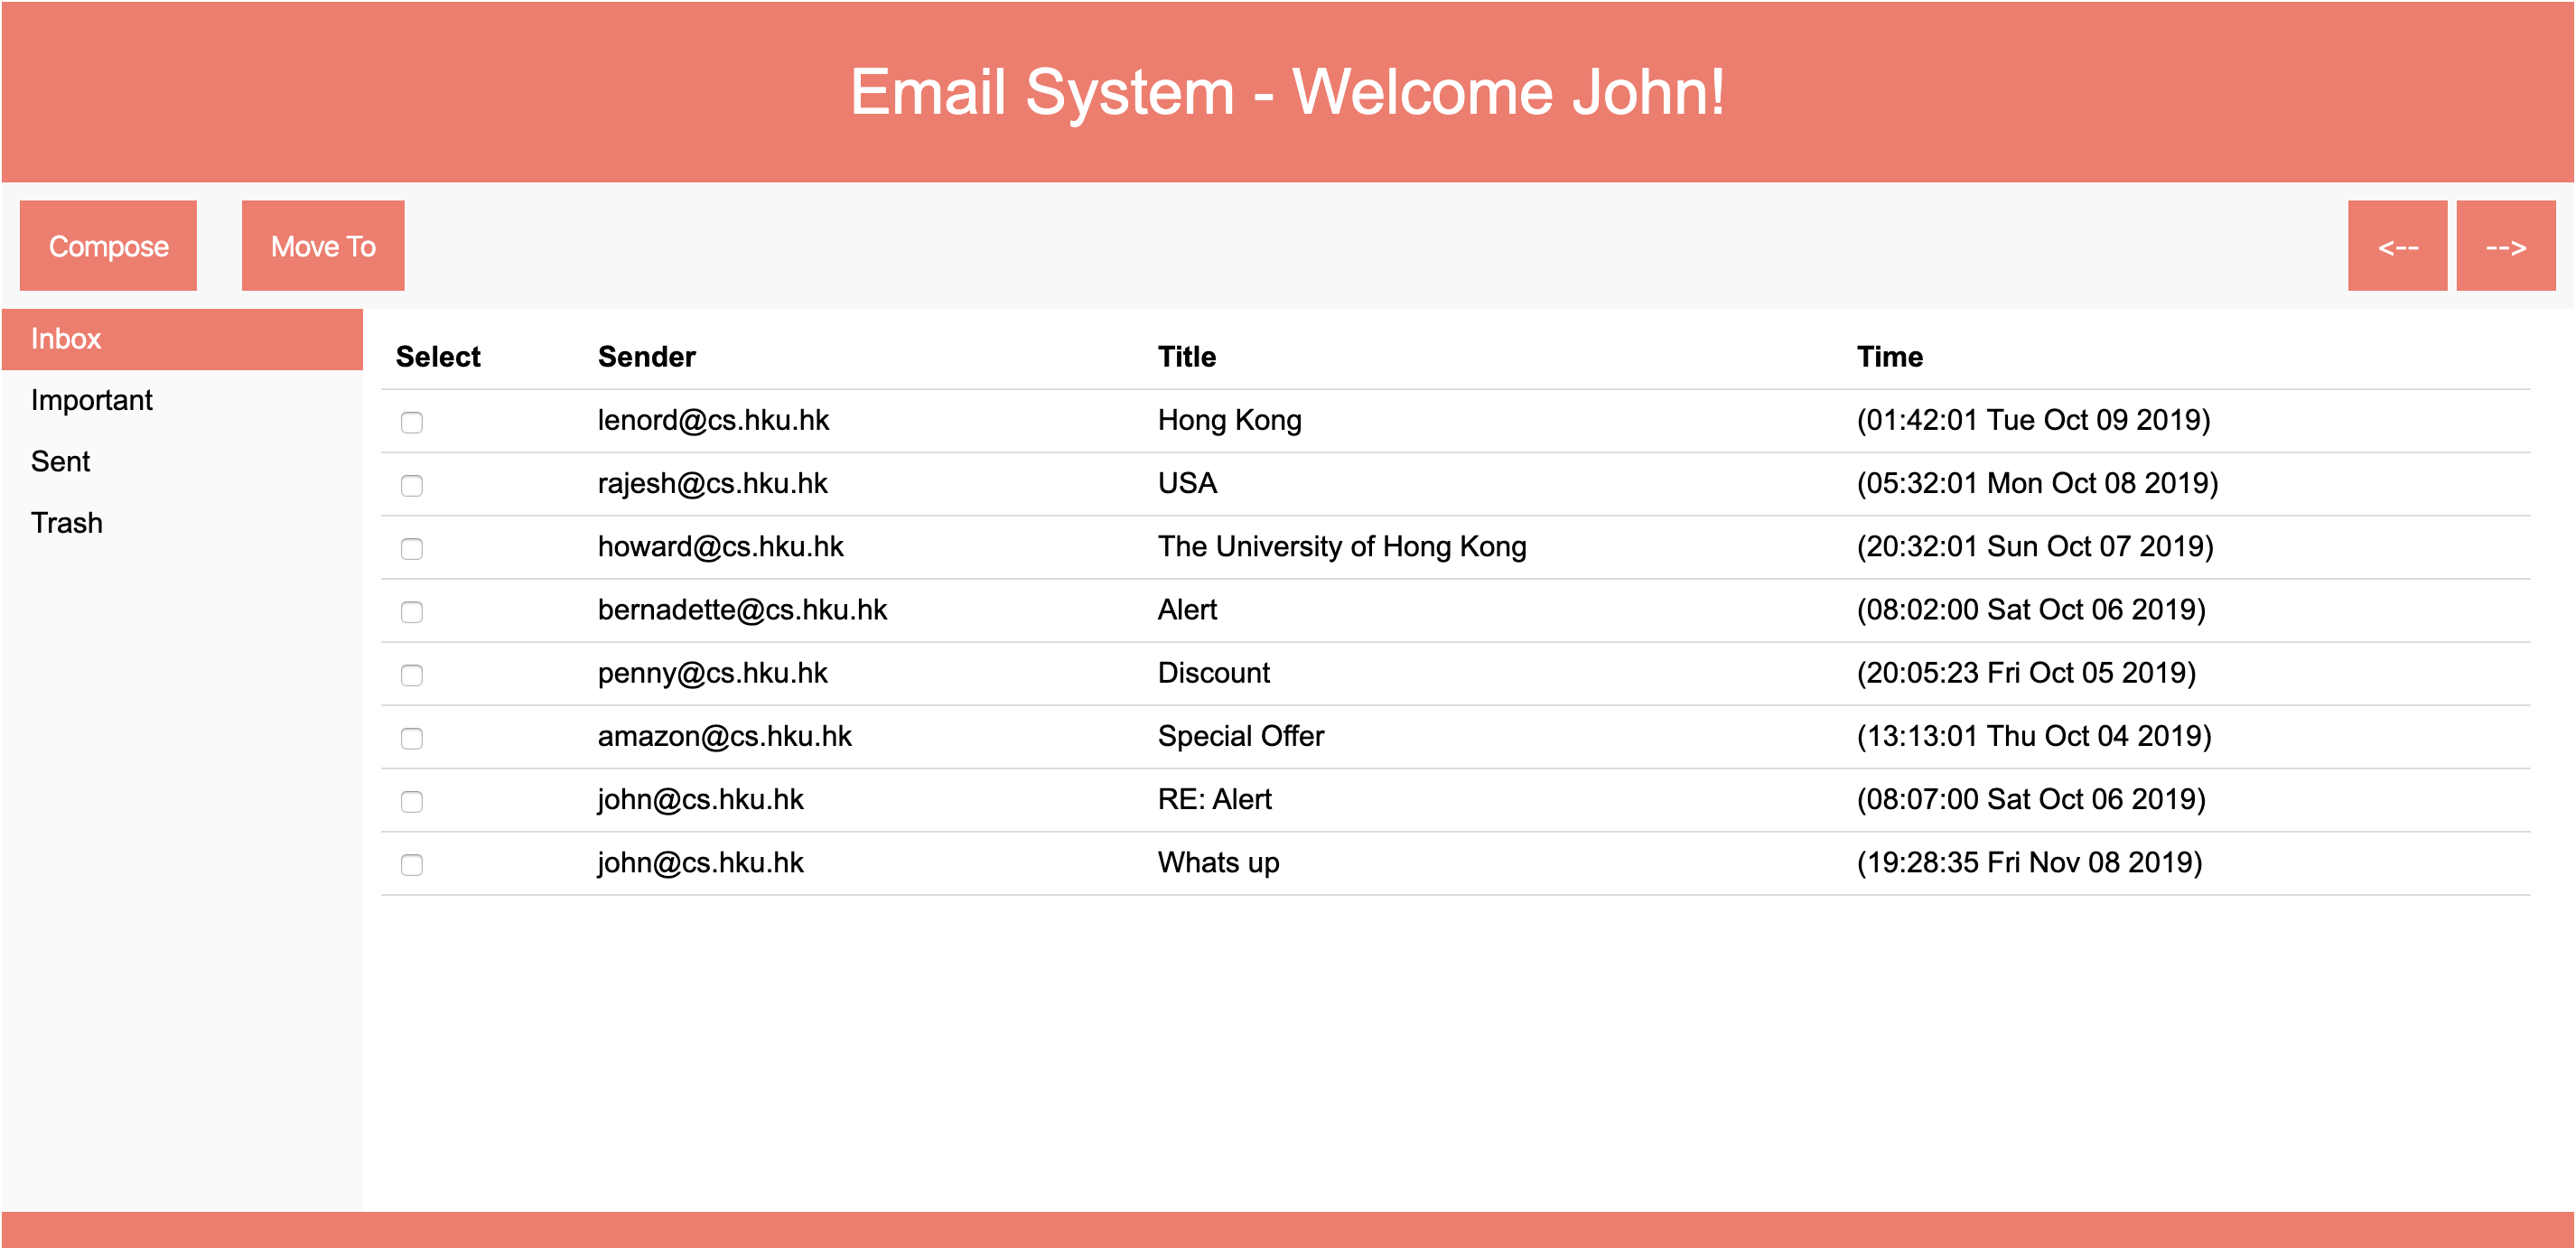 Email System - Welcome John!
Compose Move To <-- -->
Inbox
Important
Sent
Trash
Select Sender Title Time
lenord@cs.hku.hk Hong Kong (01:42:01 Tue Oct 09 2019)
rajesh@cs.hku.hk USA (05:32:01 Mon Oct 08 2019)
howard@cs.hku.hk The University of Hong Kong (20:32:01 Sun Oct 07 2019)
bernadette@cs.hku.hk Alert (08:02:00 Sat Oct 06 2019)
penny@cs.hku.hk Discount (20:05:23 Fri Oct 05 2019)
amazon@cs.hku.hk Special Offer (13:13:01 Thu Oct 04 2019)
john@cs.hku.hk RE: Alert (08:07:00 Sat Oct 06 2019)
john@cs.hku.hk Whats up (19:28:35 Fri Nov 08 2019)